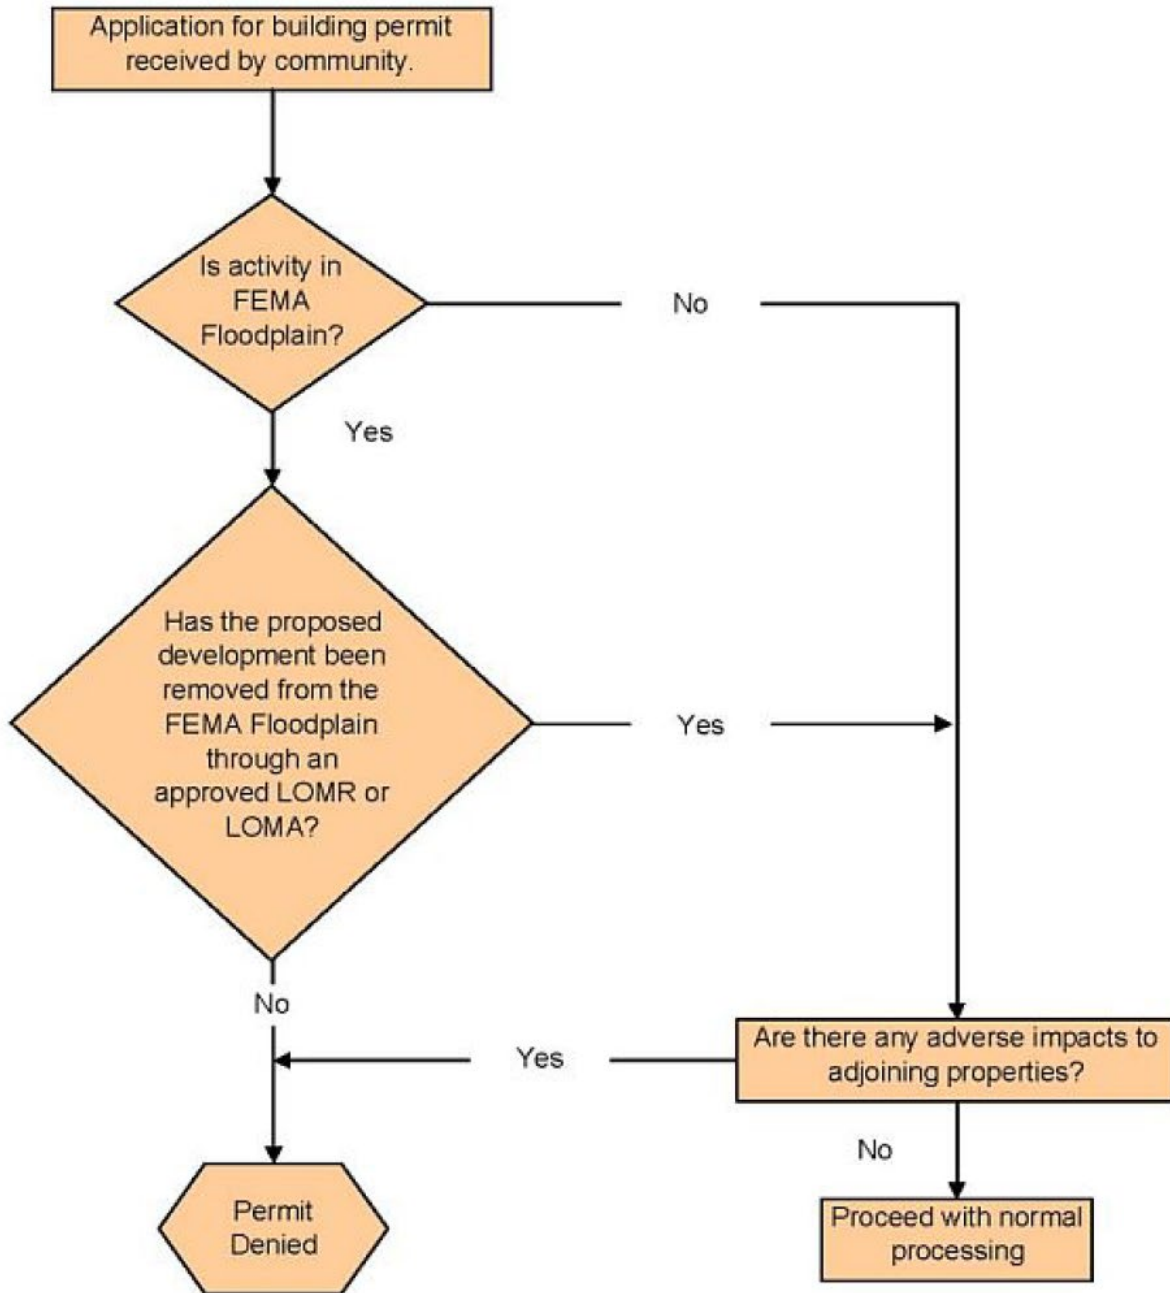 Application for building permit
received by community.
Is activity in
FEMA
Floodplain?
No
Yes
Has the proposed
development been
removed from the
FEMA Floodplain
through an
approved LOMR or
LOMA?
Yes
No
Are there any adverse impacts to
adjoining properties?
Yes
No
Permit
Denied
Proceed with normal
processing